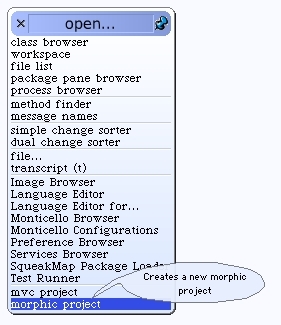 open...
class browser
workspace
file list
package pane browser
process browser
method finder
message names
simple change sorter
dual change sorter
file...
transcript (t)
Image Browser
Language Editor
Language Editor for...
Monticello Browser
Monticello Configurations
Preference Browser
Services Browser
SqueakMap Package Loade
Test Runner
mvc project
morphic project
Creates a new morphic
project